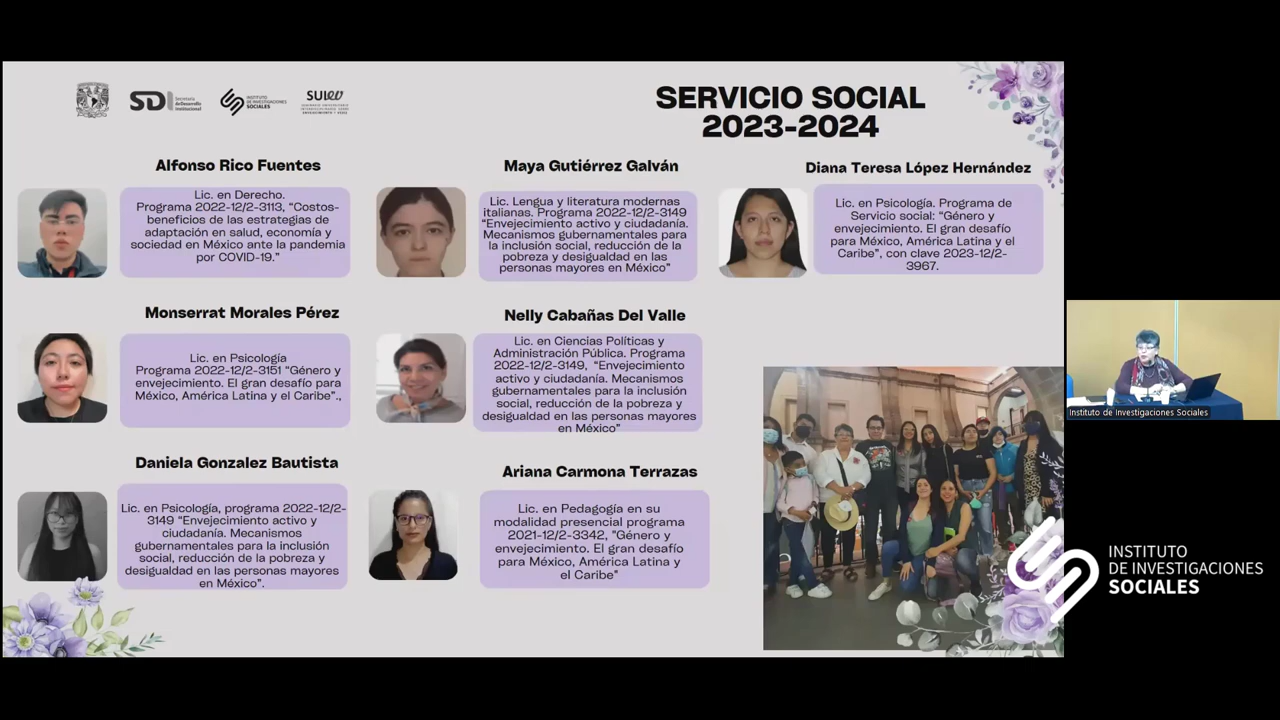 SDI
Secretaría
de Desarrollo
Institucional
INSTITUTO
DE INVESTIGACIONES
SOCIALES
SUIEV
SEMINARIO UNIVERSITARIO
INTERDISCIPLINARIO SOBRE
ENVEJECIMIENTO Y VEJEZ
SERVICIO SOCIAL
2023-2024
Alfonso Rico Fuentes
Lic. en Derecho.
Programa 2022-12/2-3113, “Costos-
beneficios de las estrategias de
adaptación en salud, economía y
sociedad en México ante la pandemia
por COVID-19.”
Maya Gutiérrez Galván
Lic. Lengua y literatura modernas
italianas. Programa 2022-12/2-3149
“Envejecimiento activo y ciudadanía.
Mecanismos gubernamentales para
la inclusión social, reducción de la
pobreza y desigualdad en las
personas mayores en México”
Diana Teresa López Hernández
Lic. en Psicología. Programa de
Servicio social: “Género y
envejecimiento. El gran desafío
para México, América Latina y el
Caribe”, con clave 2023-12/2-
3967.
Monserrat Morales Pérez
Lic. en Psicología
Programa 2022-12/2-3151 “Género y
envejecimiento. El gran desafío para
México, América Latina y el Caribe”.,
Nelly Cabañas Del Valle
Lic. en Ciencias Políticas y
Administración Pública. Programa
2022-12/2-3149, “Envejecimiento
activo y ciudadanía. Mecanismos
gubernamentales para la inclusión
social, reducción de la pobreza y
desigualdad en las personas mayores
en México”
Daniela Gonzalez Bautista
Lic. en Psicología, programa 2022-12/2-
3149 “Envejecimiento activo y
ciudadanía. Mecanismos
gubernamentales para la inclusión
social, reducción de la pobreza y
desigualdad en las personas mayores
en México”.
Ariana Carmona Terrazas
Lic. en Pedagogía en su
modalidad presencial programa
2021-12/2-3342, "Género y
envejecimiento. El gran desafío
para México, América Latina y
el Caribe"
Instituto de Investigaciones Sociales
INSTITUTO
DE INVESTIGACIONES
SOCIALES